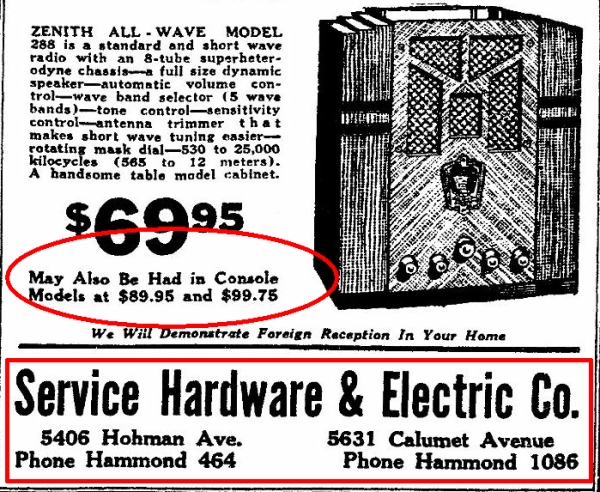 ZENITH ALL-WAVE MODEL
288 is a standard and short wave
radio with an 8-tube superheter-
odyne chassis—a full size dynamic
speaker—automatic volume con-
trol—wave band selector (5 wave
bands)—tone control—sensitivity
control—antenna trimmer that
makes short wave tuning easier—
rotating mask dial—530 to 25,000
kilocycles (565 to 12 meters).
A handsome table model cabinet.
$69.95
May Also Be Had in Console
Models at $89.95 and $99.75
We Will Demonstrate Foreign Reception In Your Home
Service Hardware & Electric Co.
5406 Hohman Ave.
Phone Hammond 464
5631 Calumet Avenue
Phone Hammond 1086